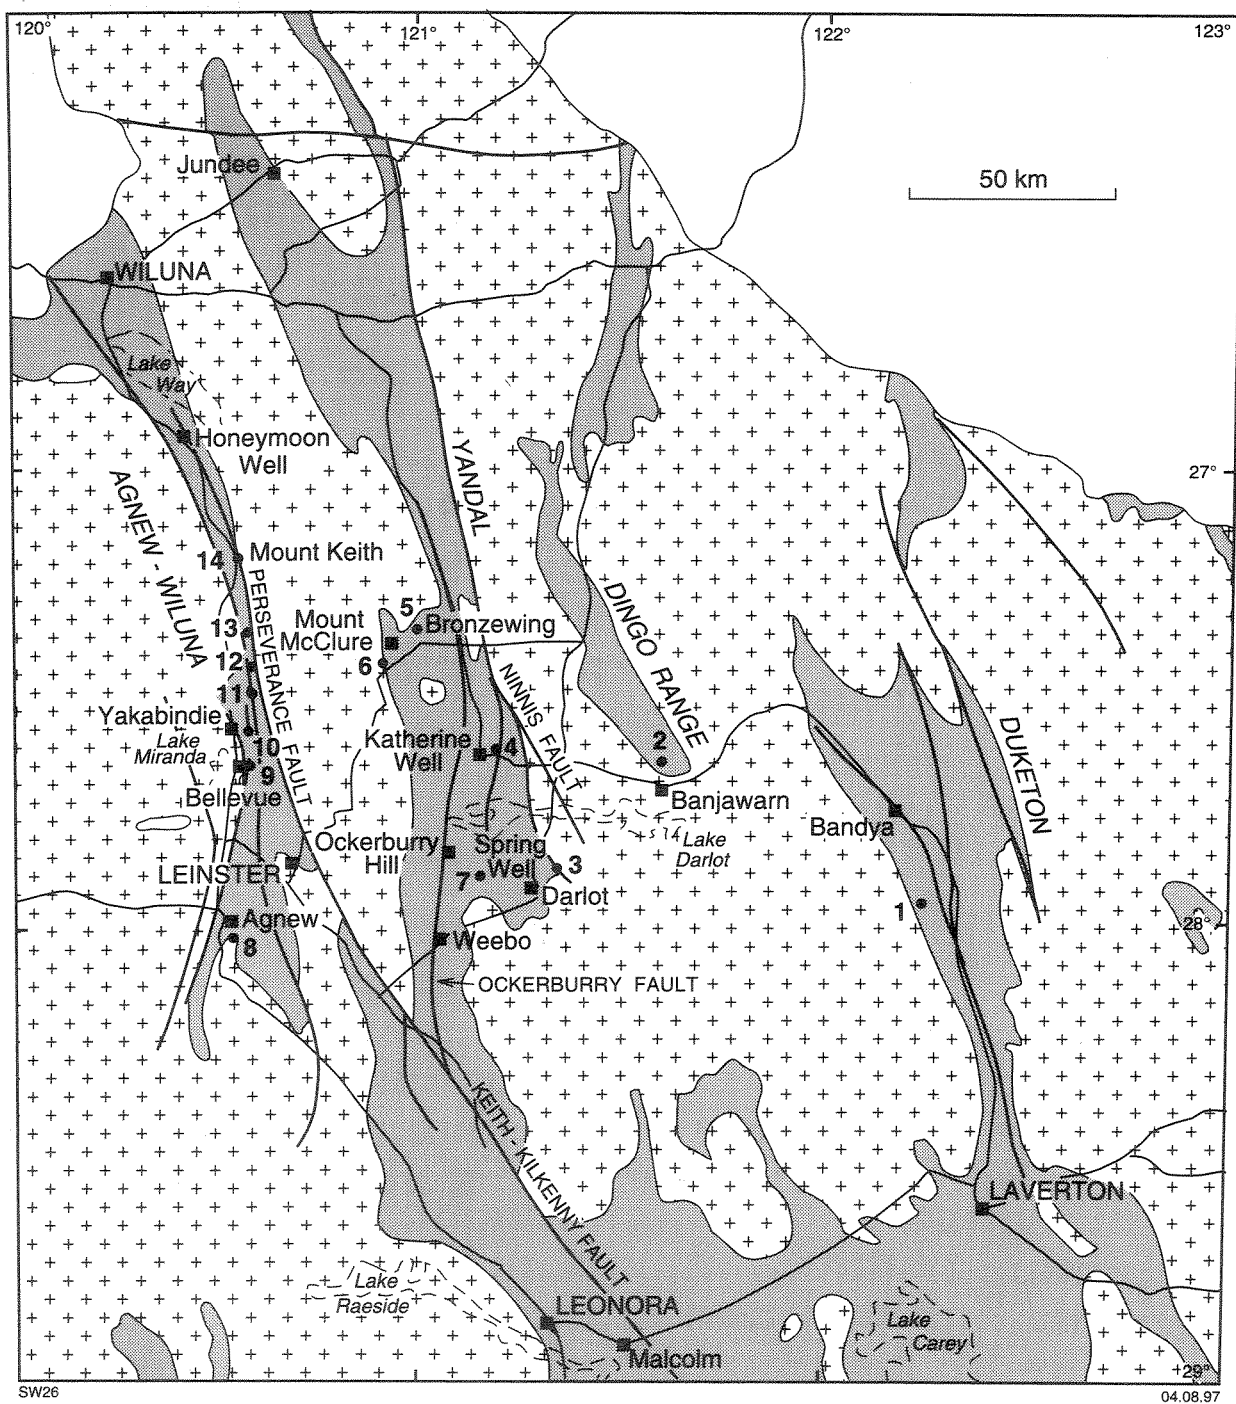 120°
121°
122°
123°
Jundee
50 km
WILUNA
Lake
Way
Honeymoon
Well
YANDAL
27°
AGNEW - WILUNA
14
Mount Keith
PERSEVERANCE FAULT
DINGO RANGE
5
Bronzewing
Mount
McClure
13
12
6
11
NINNIS FAULT
Yakabindie
Lake
Miranda
10
9
Katherine
Well
4
2
DUKETON
Bellevue
Banjawarn
Bandya
Ockerburry
Hill
Spring
Well
Lake
Darlot
LEINSTER
7
3
Darlot
1
Agnew
8
28°
Weebo
OCKERBURRY FAULT
KEITH - KILKENNY FAULT
LAVERTON
Lake
Raeside
LEONORA
Lake
Carey
Malcolm
29°
SW26
04.08.97